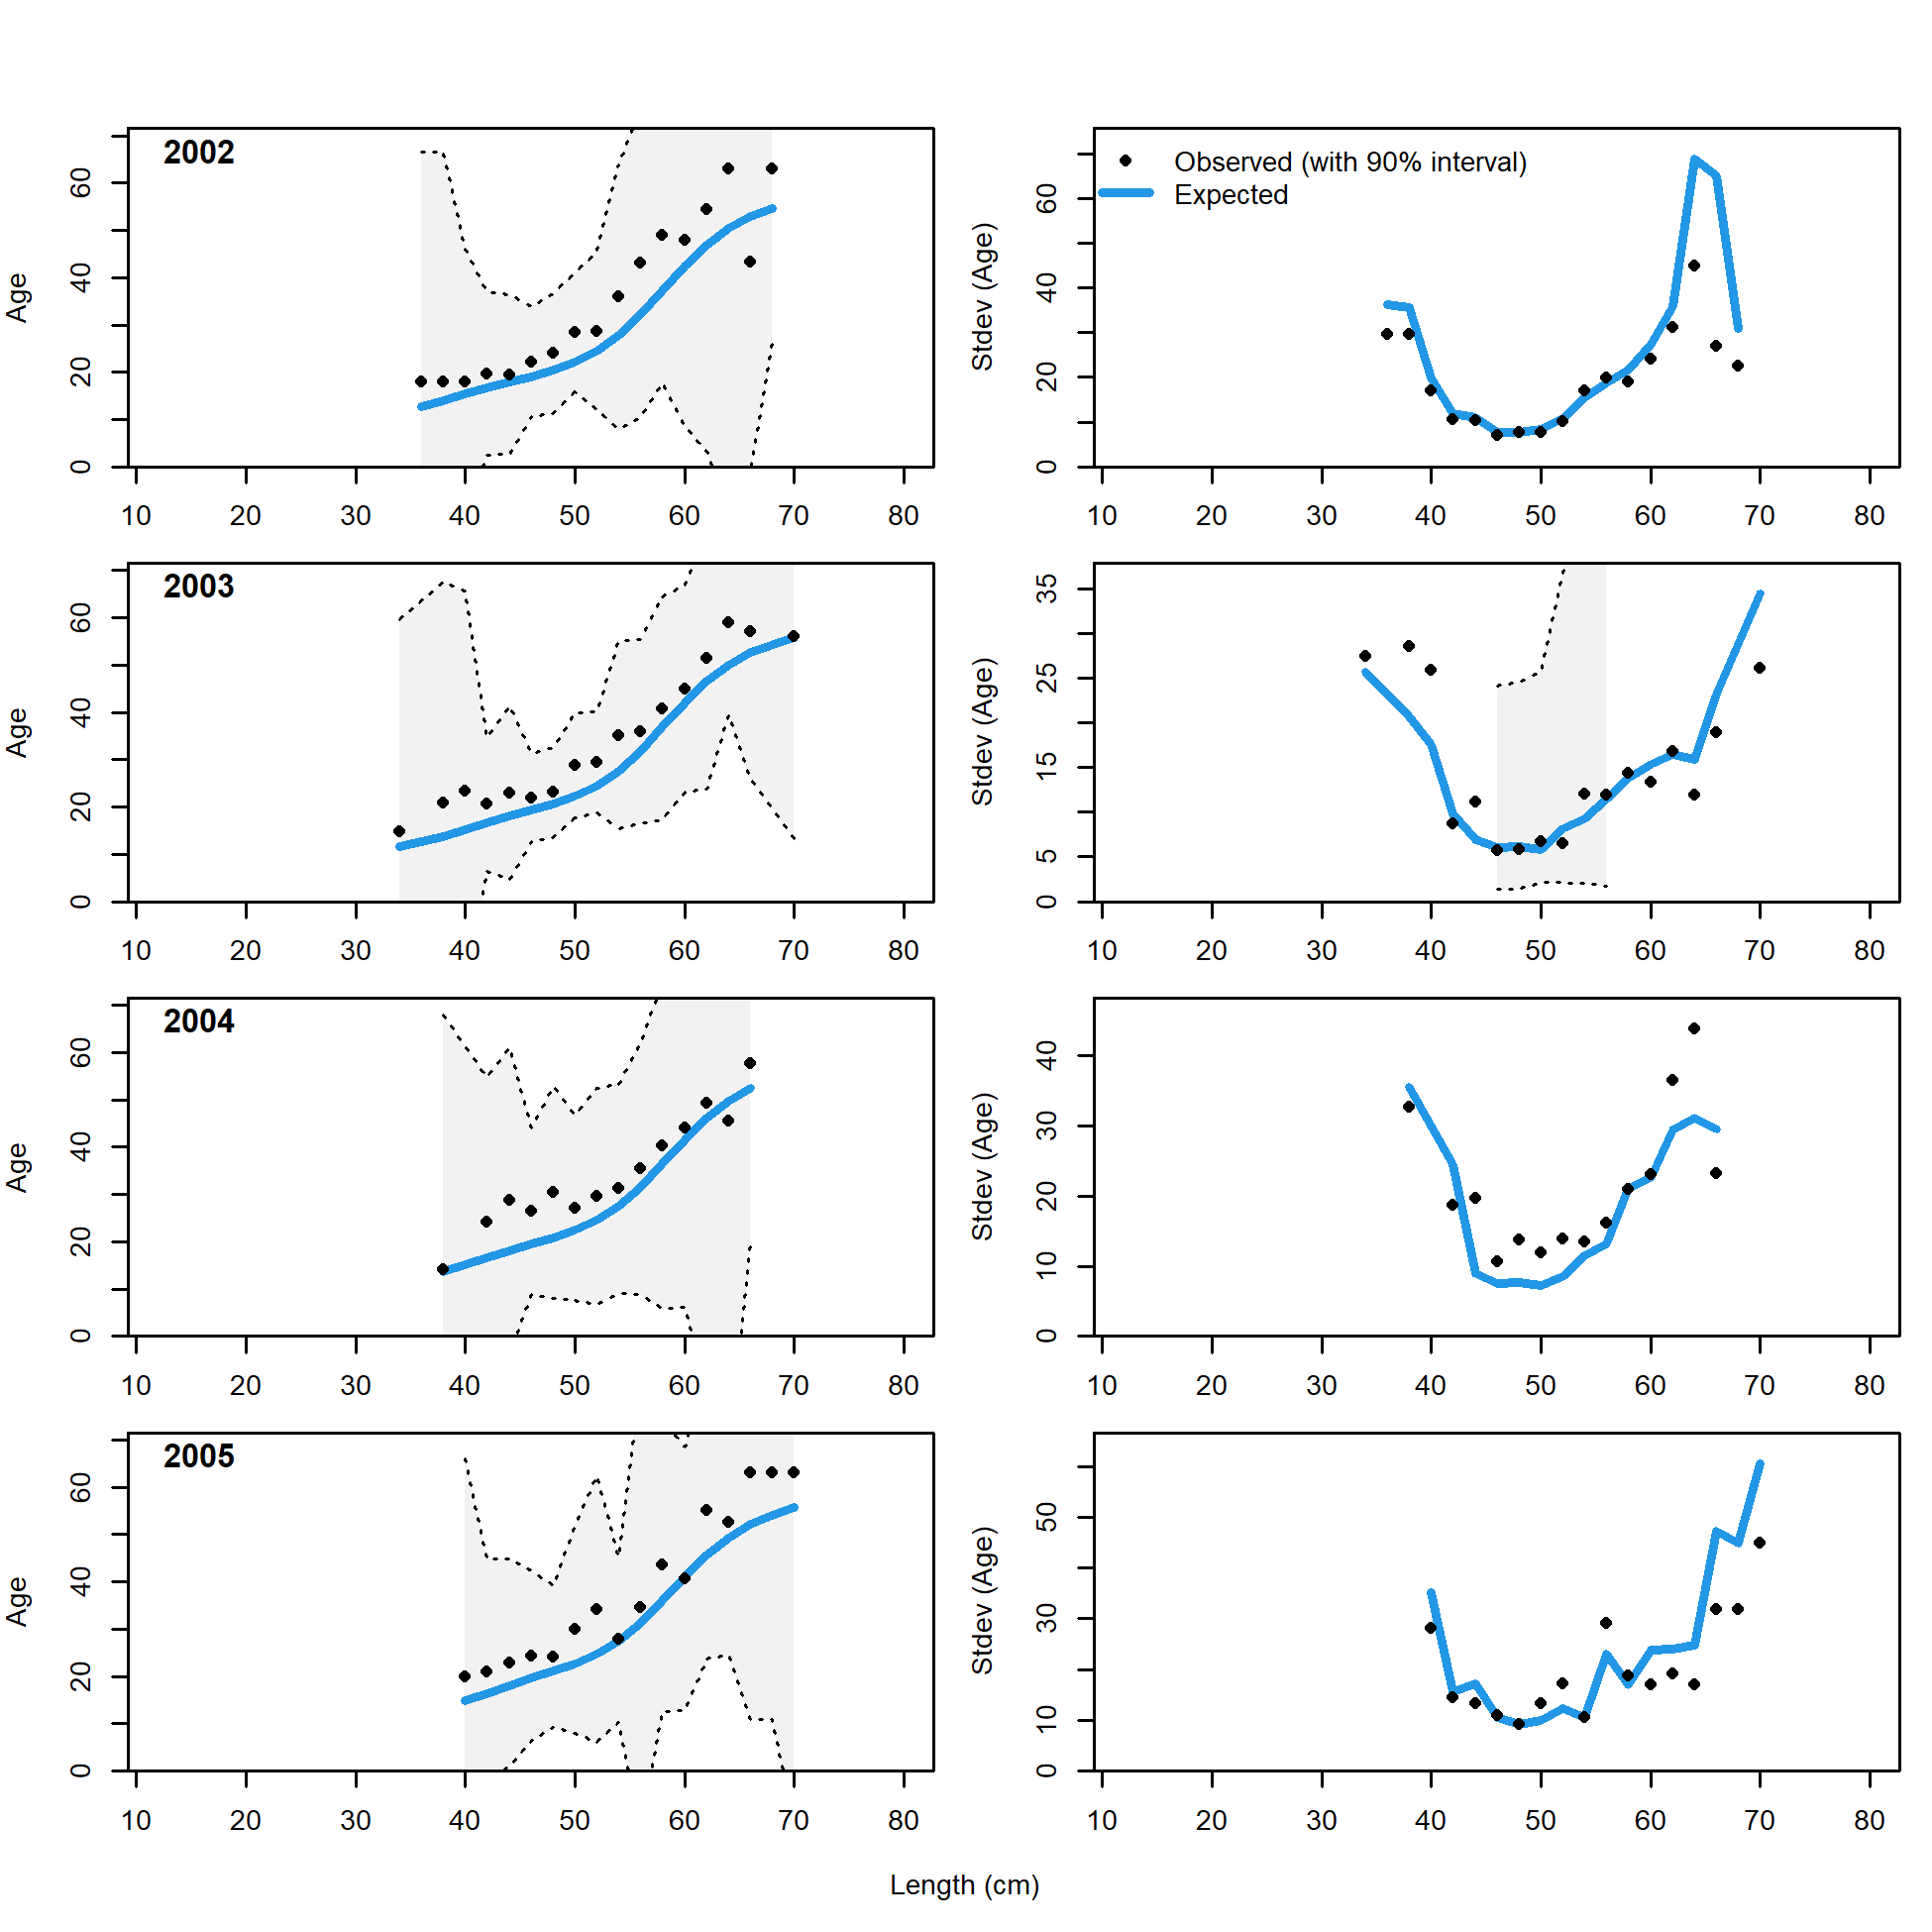 2002
Age
0 20 40 60
10 20 30 40 50 60 70 80
Observed (with 90% interval)
Expected
Stdev (Age)
0 20 40 60
10 20 30 40 50 60 70 80
2003
Age
0 20 40 60
10 20 30 40 50 60 70 80
Stdev (Age)
0 5 15 25 35
10 20 30 40 50 60 70 80
2004
Age
0 20 40 60
10 20 30 40 50 60 70 80
Stdev (Age)
0 10 20 30 40
10 20 30 40 50 60 70 80
2005
Age
0 20 40 60
10 20 30 40 50 60 70 80
Stdev (Age)
0 10 30 50
10 20 30 40 50 60 70 80
Length (cm)